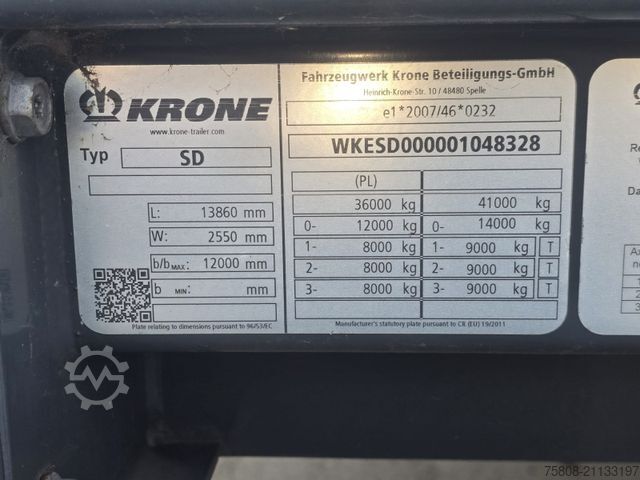 KRONE
www.krone-trailer.com
Typ SD
L: 13860 mm
W: 2550 mm
b/b MAX: 12000 mm
b MIN: mm
Plate relating to dimensions pursuant to 96/53/EC
Fahrzeugwerk Krone Beteiligungs-GmbH
Heinrich-Krone-Str. 10 / 48480 Spelle
e1*2007/46*0232
WKESD000001048328
(PL)
36000 kg 41000 kg
0- 12000 kg 0- 14000 kg
1- 8000 kg 1- 9000 kg T
2- 8000 kg 2- 9000 kg T
3- 8000 kg 3- 9000 kg T
Manufacturer's statutory plate pursuant to CR (EU) 19/2011
Re
Da
75808-21133197